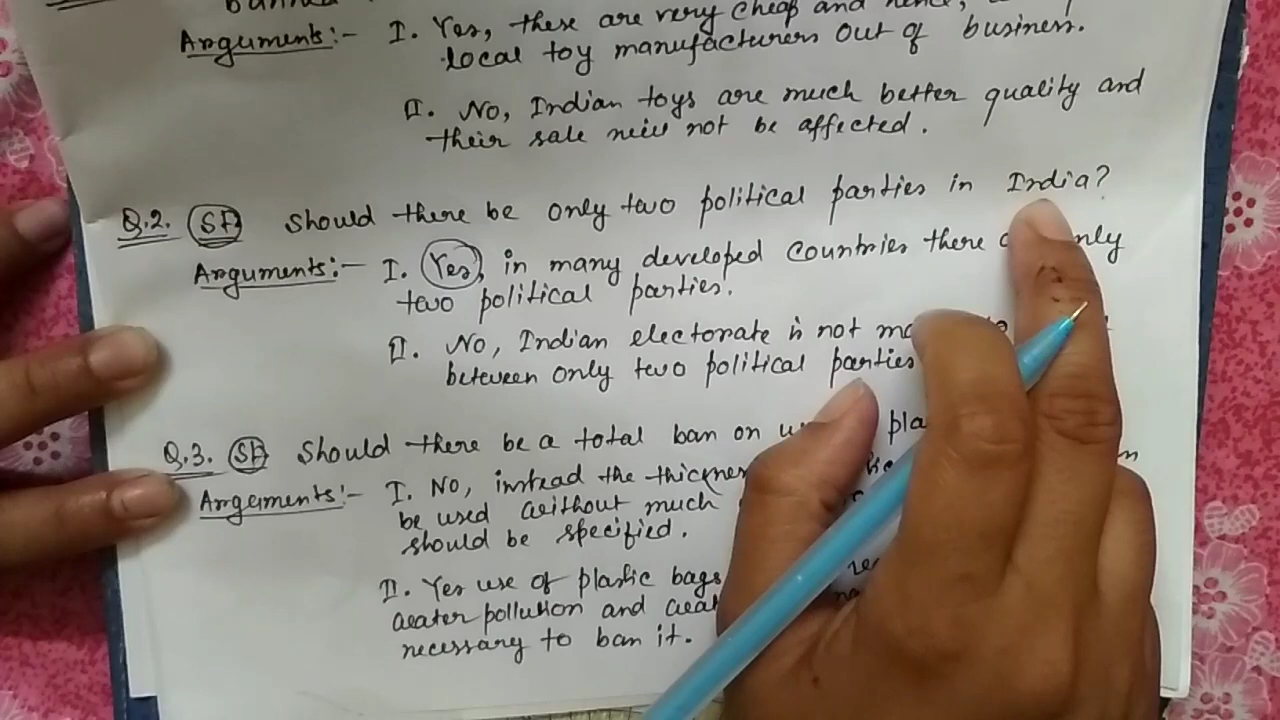 Arguments:- I. Yes, these are very cheap and hence,
local toy manufacturers out of business.
II. No, Indian toys are much better quality and
their sale will not be affected.
Q.2. St Should there be only two political parties in India?
Arguments:- I. Yes, in many developed countries there only
two political parties.
II. No, Indian electorate is not
between only two political parties
Q.3. St Should there be a total ban on
Arguments:- I. No, instead the
be used without much
should be specified.
II. Yes use of plastic bags
water pollution and
necessary to ban it.